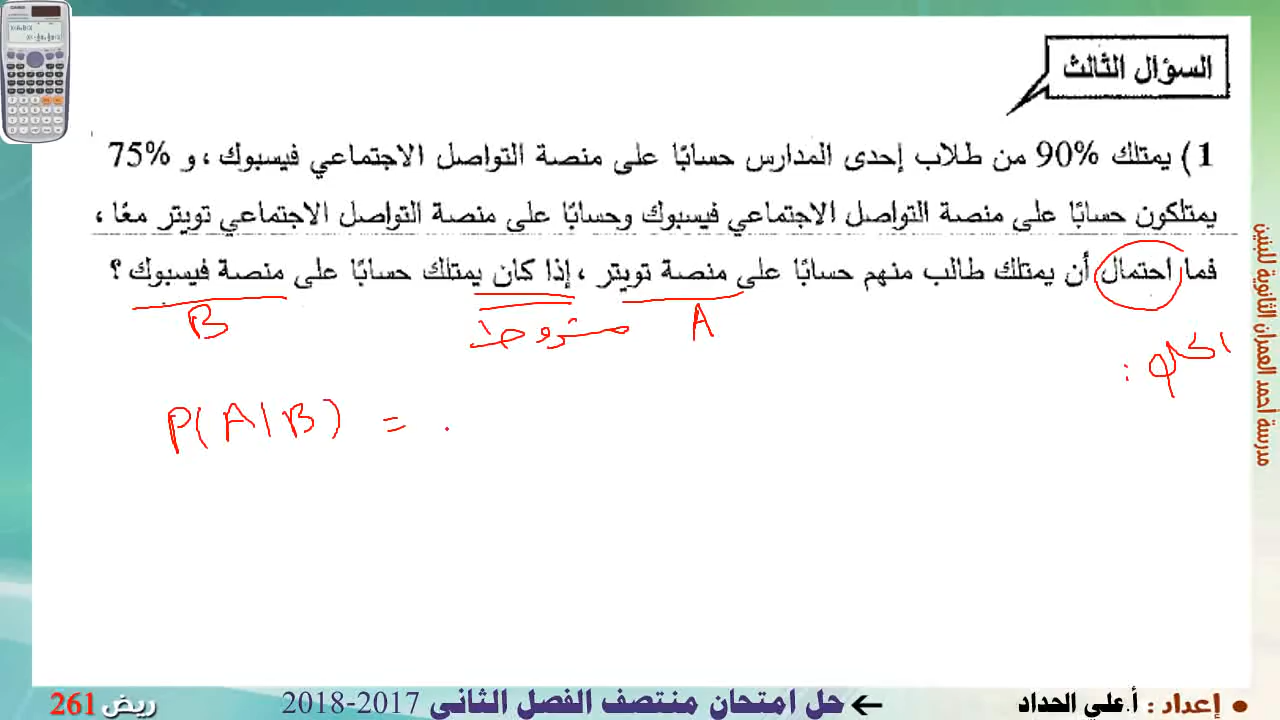 السؤال الثالث
1) يمتلك 90% من طلاب إحدى المدارس حسابًا على منصة التواصل الاجتماعي فيسبوك ، و 75%
يمتلكون حسابًا على منصة التواصل الاجتماعي فيسبوك وحسابًا على منصة التواصل الاجتماعي تويتر معًا ،
فما احتمال أن يمتلك طالب منهم حسابًا على منصة تويتر ، إذا كان يمتلك حسابًا على منصة فيسبوك ؟
A مشروط B
الحل :
P(A|B) = .
مدرسة أحمد العمران الثانوية للبنين
• إعداد : أ.علي الحداد
← حل امتحان منتصف الفصل الثاني 2017-2018
ريض 261